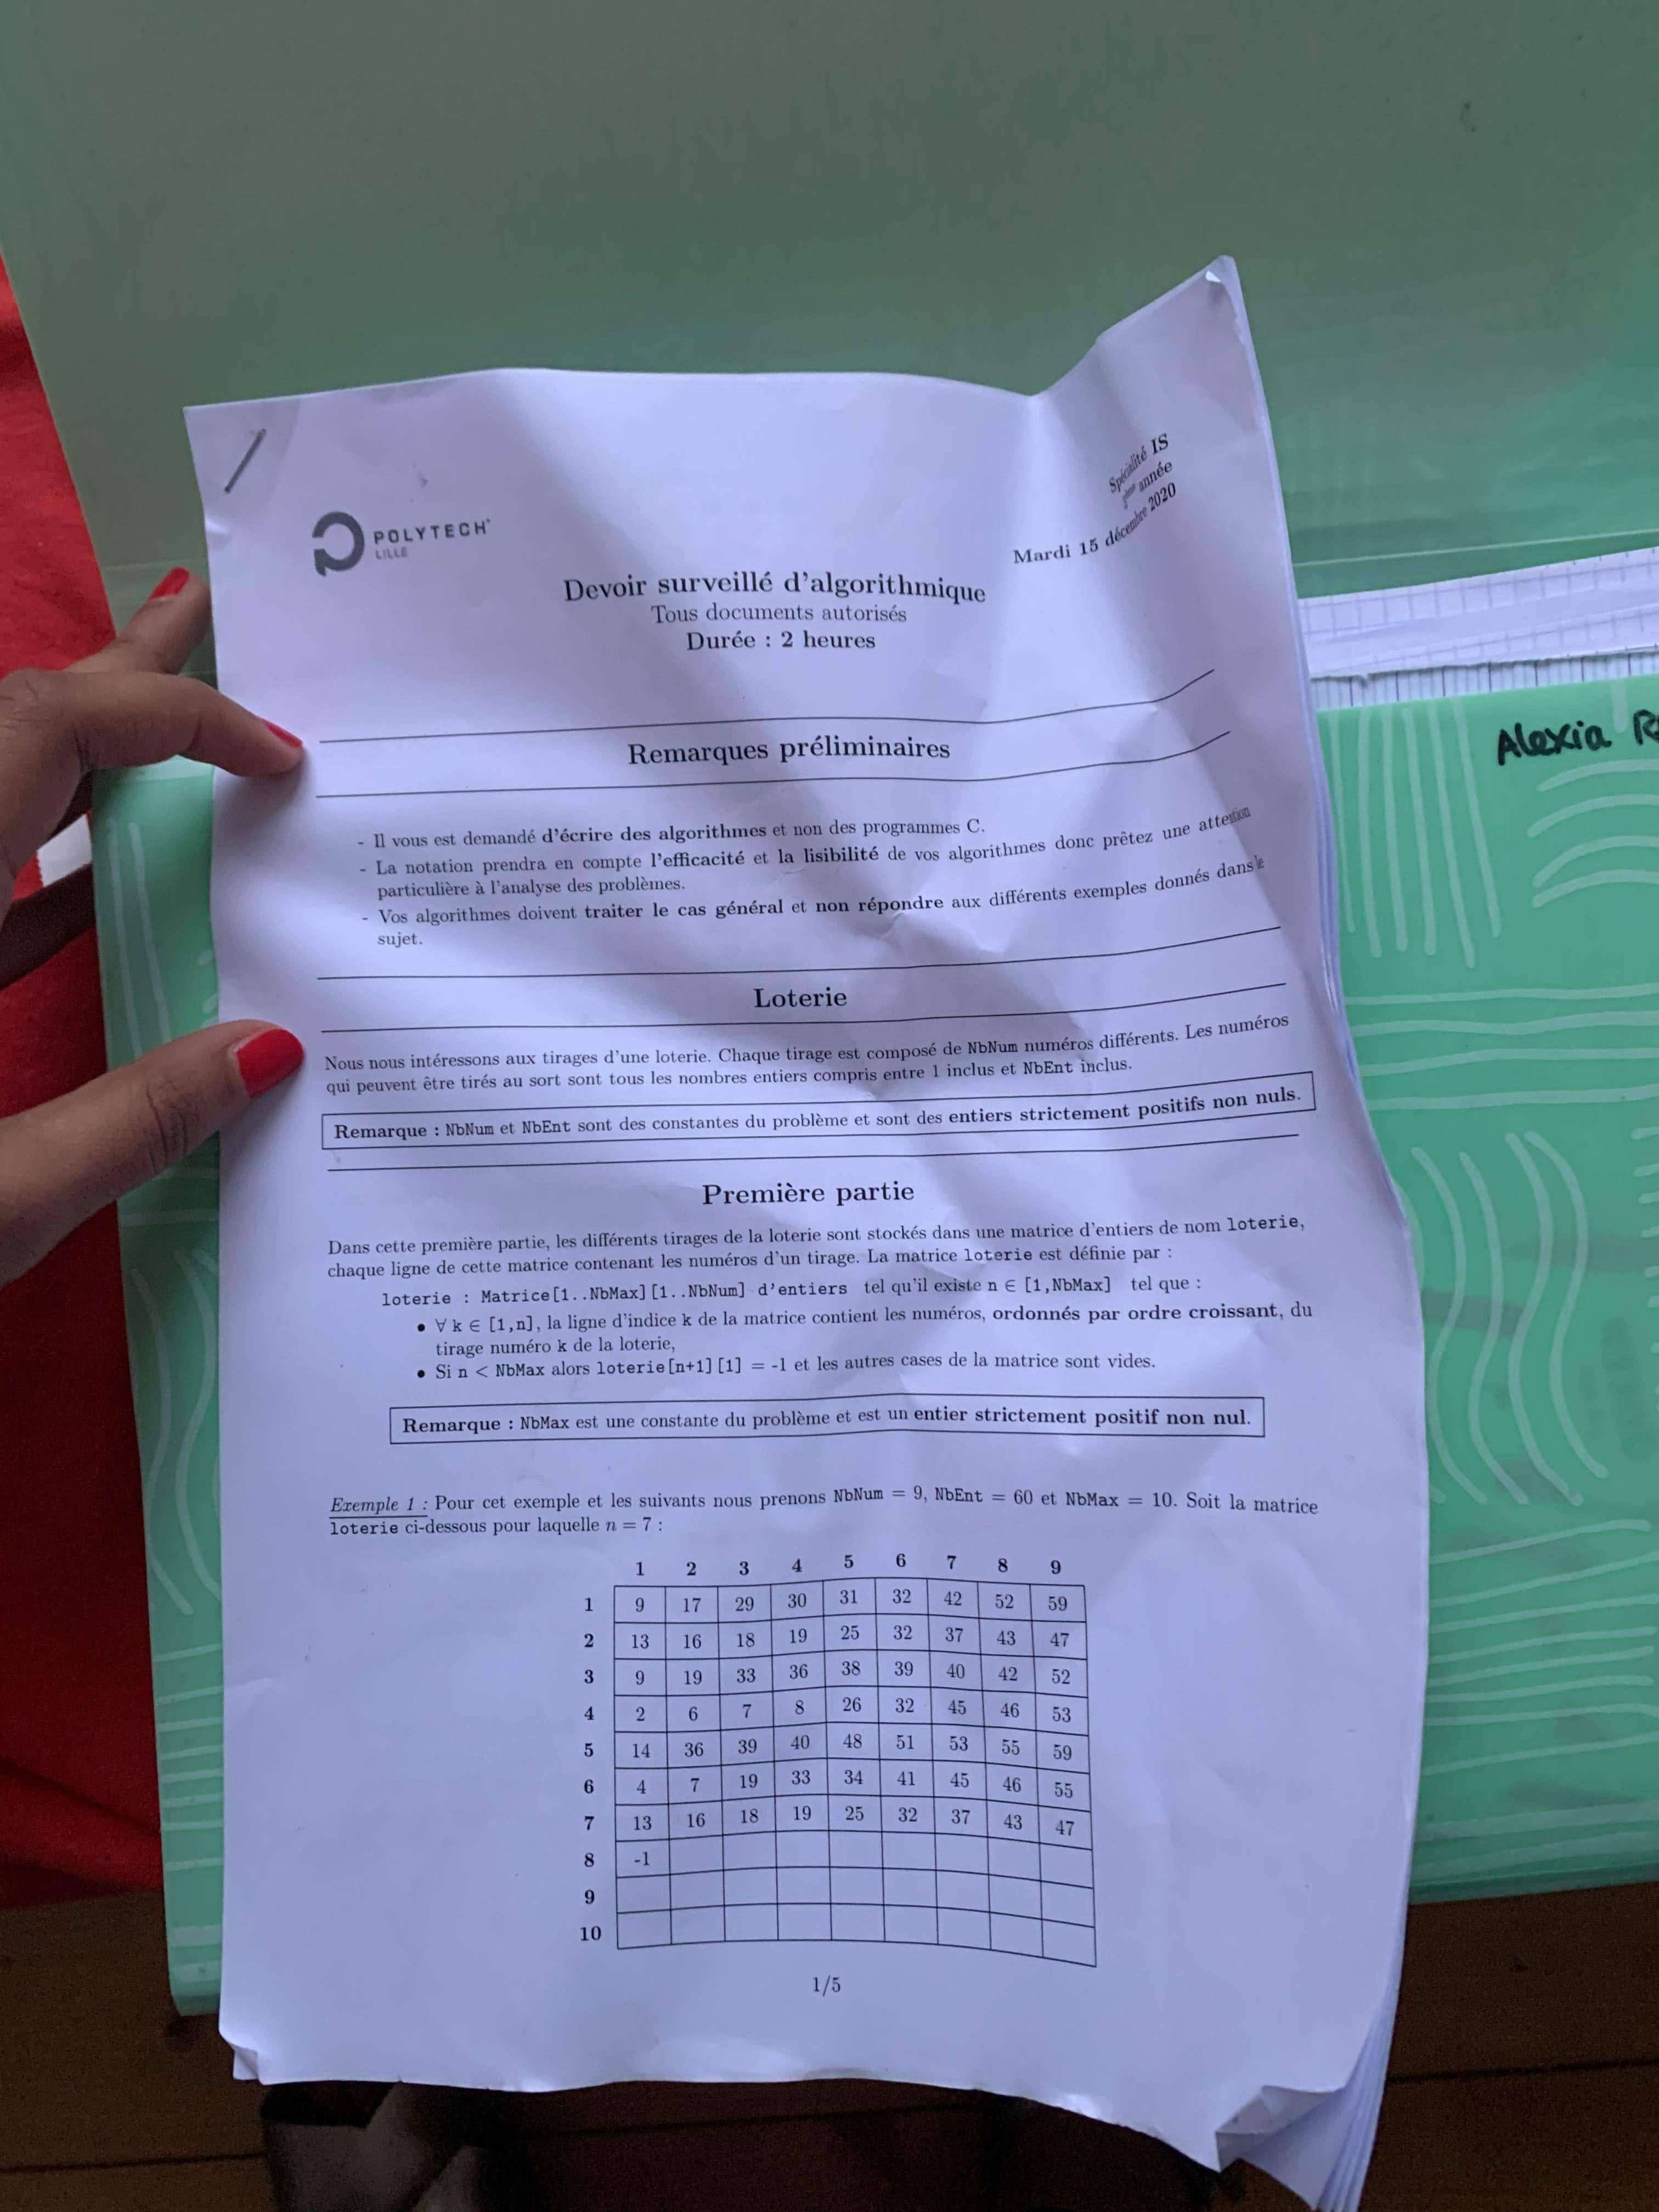 POLYTECH
LILLE
Spécialité IS
année
Mardi 15 décembre 2020
Devoir surveillé d'algorithmique
Tous documents autorisés
Durée : 2 heures
Remarques préliminaires
- Il vous est demandé d'écrire des algorithmes et non des programmes C.
- La notation prendra en compte l'efficacité et la lisibilité de vos algorithmes donc prêtez une attention
particulière à l'analyse des problèmes.
- Vos algorithmes doivent traiter le cas général et non répondre aux différents exemples donnés dans le
sujet.
Loterie
Nous nous intéressons aux tirages d'une loterie. Chaque tirage est composé de NbNum numéros différents. Les numéros
qui peuvent être tirés au sort sont tous les nombres entiers compris entre 1 inclus et NbEnt inclus.
Remarque : NbNum et NbEnt sont des constantes du problème et sont des entiers strictement positifs non nuls.
Première partie
Dans cette première partie, les différents tirages de la loterie sont stockés dans une matrice d'entiers de nom loterie,
chaque ligne de cette matrice contenant les numéros d'un tirage. La matrice loterie est définie par :
loterie : Matrice[1..NbMax][1..NbNum] d'entiers tel qu'il existe n ∈ [1,NbMax] tel que :
• ∀ k ∈ [1,n], la ligne d'indice k de la matrice contient les numéros, ordonnés par ordre croissant, du
tirage numéro k de la loterie,
• Si n < NbMax alors loterie[n+1][1] = -1 et les autres cases de la matrice sont vides.
Remarque : NbMax est une constante du problème et est un entier strictement positif non nul.
Exemple 1 : Pour cet exemple et les suivants nous prenons NbNum = 9, NbEnt = 60 et NbMax = 10. Soit la matrice
loterie ci-dessous pour laquelle n = 7 :
1 2 3 4 5 6 7 8 9
1 9 17 29 30 31 32 42 52 59
2 13 16 18 19 25 32 37 43 47
3 9 19 33 36 38 39 40 42 52
4 2 6 7 8 26 32 45 46 53
5 14 36 39 40 48 51 53 55 59
6 4 7 19 33 34 41 45 46 55
7 13 16 18 19 25 32 37 43 47
8 -1
9
10
1/5
Alexia